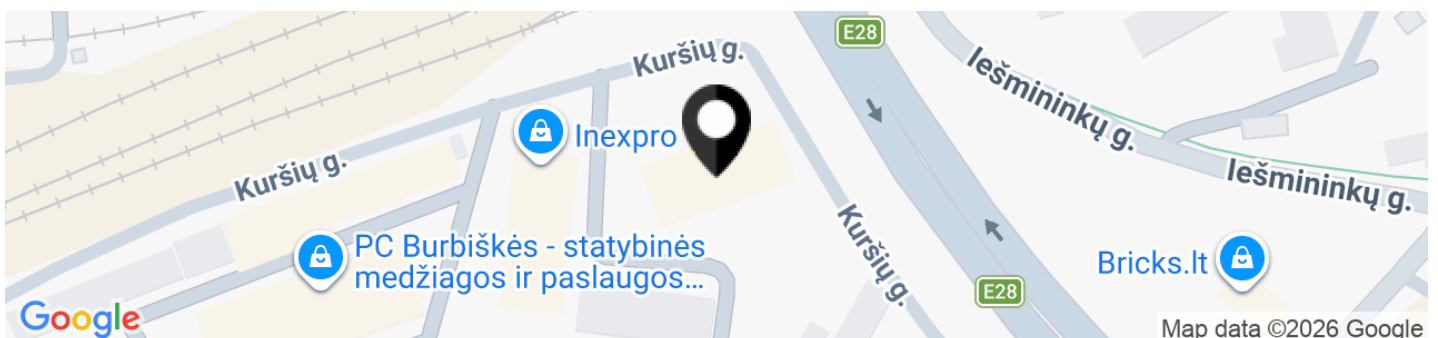 E28
Kuršių g.
Iešmininkų g.
Inexpro
Kuršių g.
Iešmininkų g.
Kuršių g.
PC Burbiškės - statybinės
medžiagos ir paslaugos...
Bricks.lt
E28
Google
Map data ©2026 Google